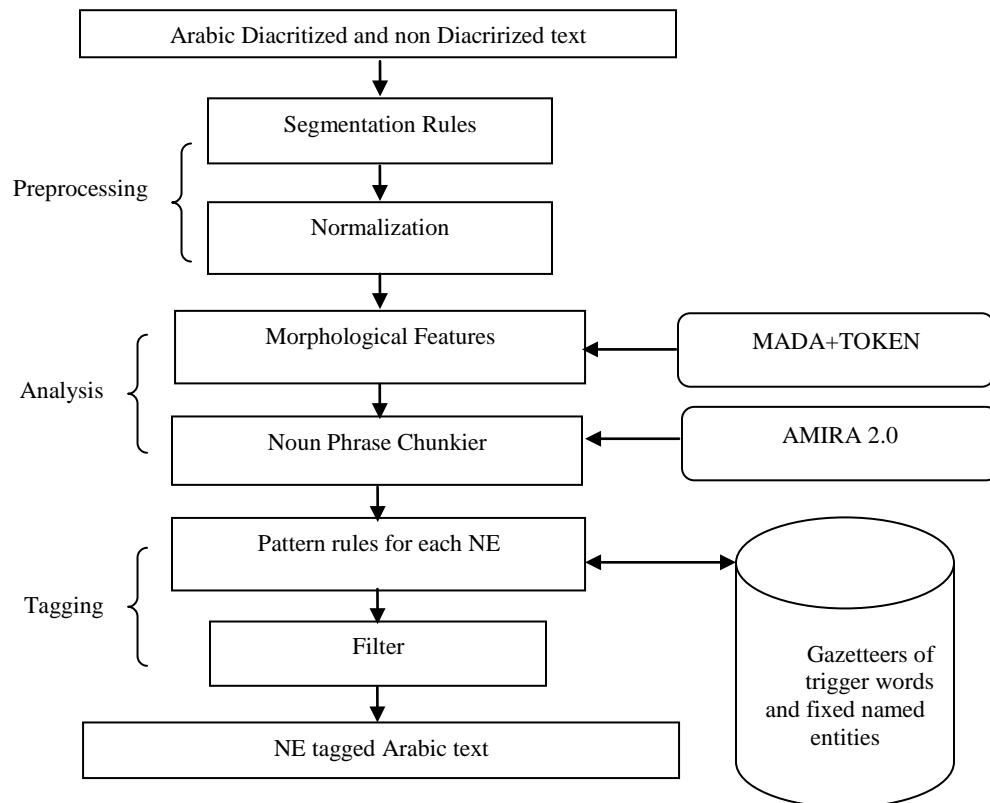 Arabic Diacritized and non Diacrirized text
Segmentation Rules
Preprocessing
Normalization
Morphological Features
MADA+TOKEN
Analysis
Noun Phrase Chunkier
AMIRA 2.0
Pattern rules for each NE
Tagging
Filter
Gazetteers of
trigger words
and fixed named
entities
NE tagged Arabic text